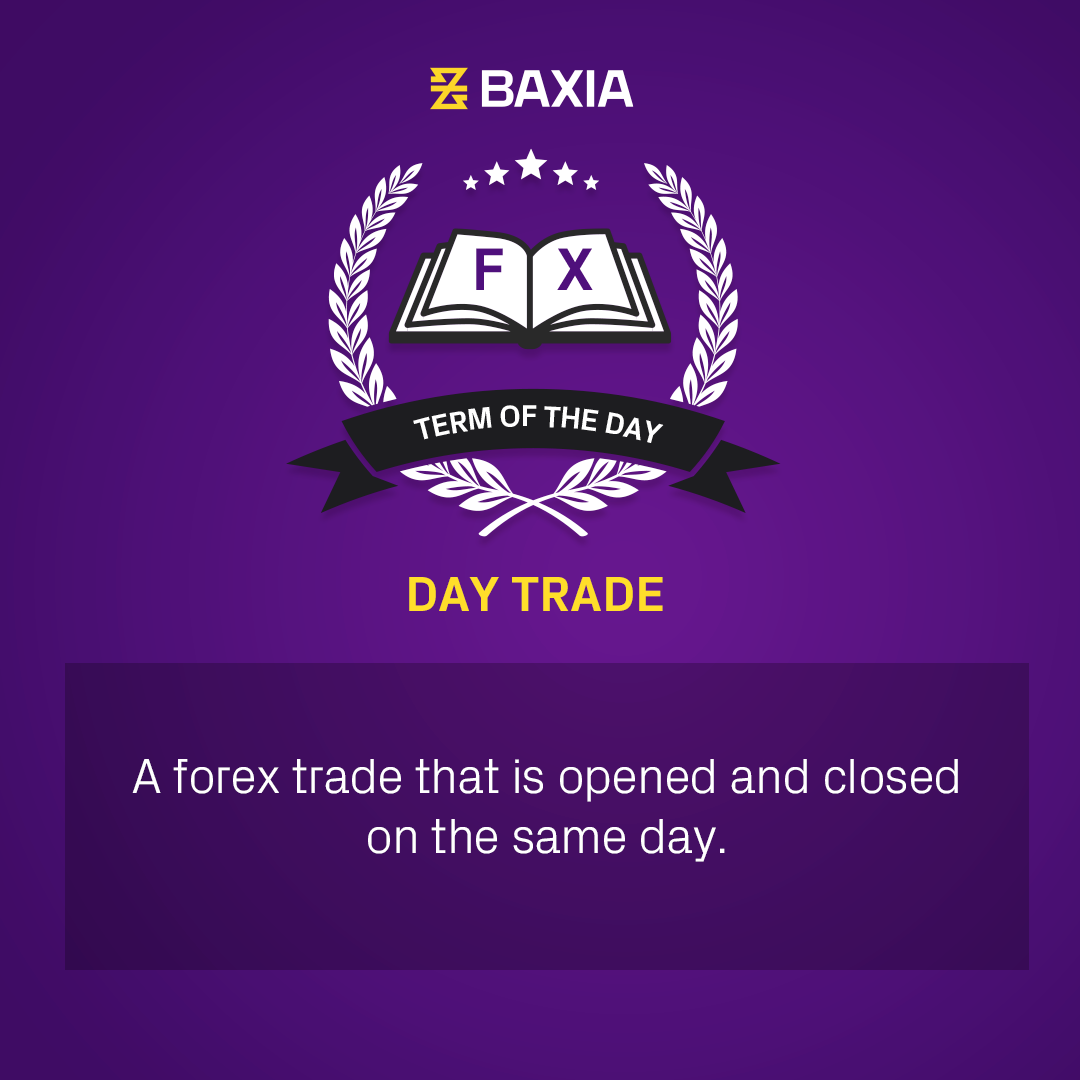 BAXIA
F X
TERM OF THE DAY
DAY TRADE
A forex trade that is opened and closed
on the same day.